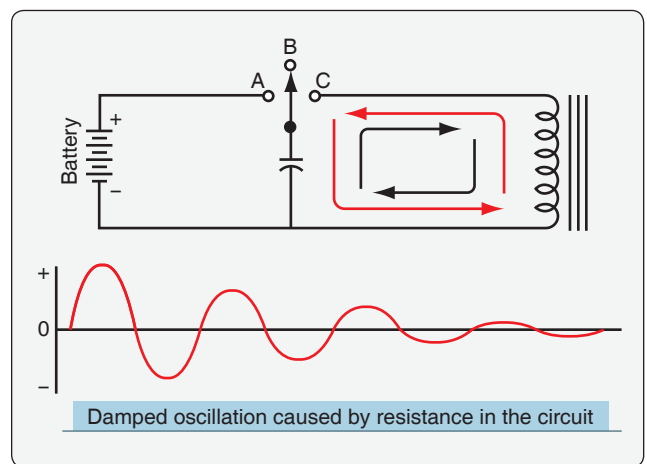 B
A C
Battery
+
−
+
0
−
Damped oscillation caused by resistance in the circuit